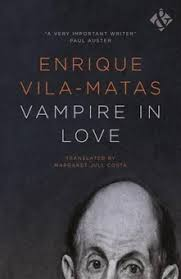 "A VERY IMPORTANT WRITER"
PAUL AUSTER
ENRIQUE
VILA-MATAS
VAMPIRE IN
LOVE
TRANSLATED BY
MARGARET JULL COSTA